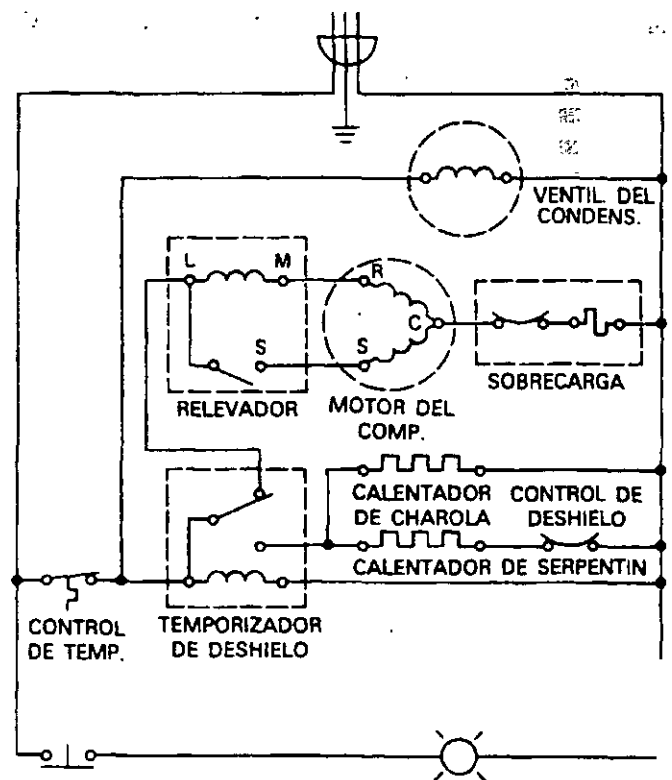 VENTIL. DEL
CONDENS.
L
M
R
C
S
S
RELEVADOR
MOTOR DEL
COMP.
SOBRECARGA
CALENTADOR
DE CHAROLA
CONTROL DE
DESHIELO
CALENTADOR DE SERPENTIN
CONTROL
DE TEMP.
TEMPORIZADOR
DE DESHIELO